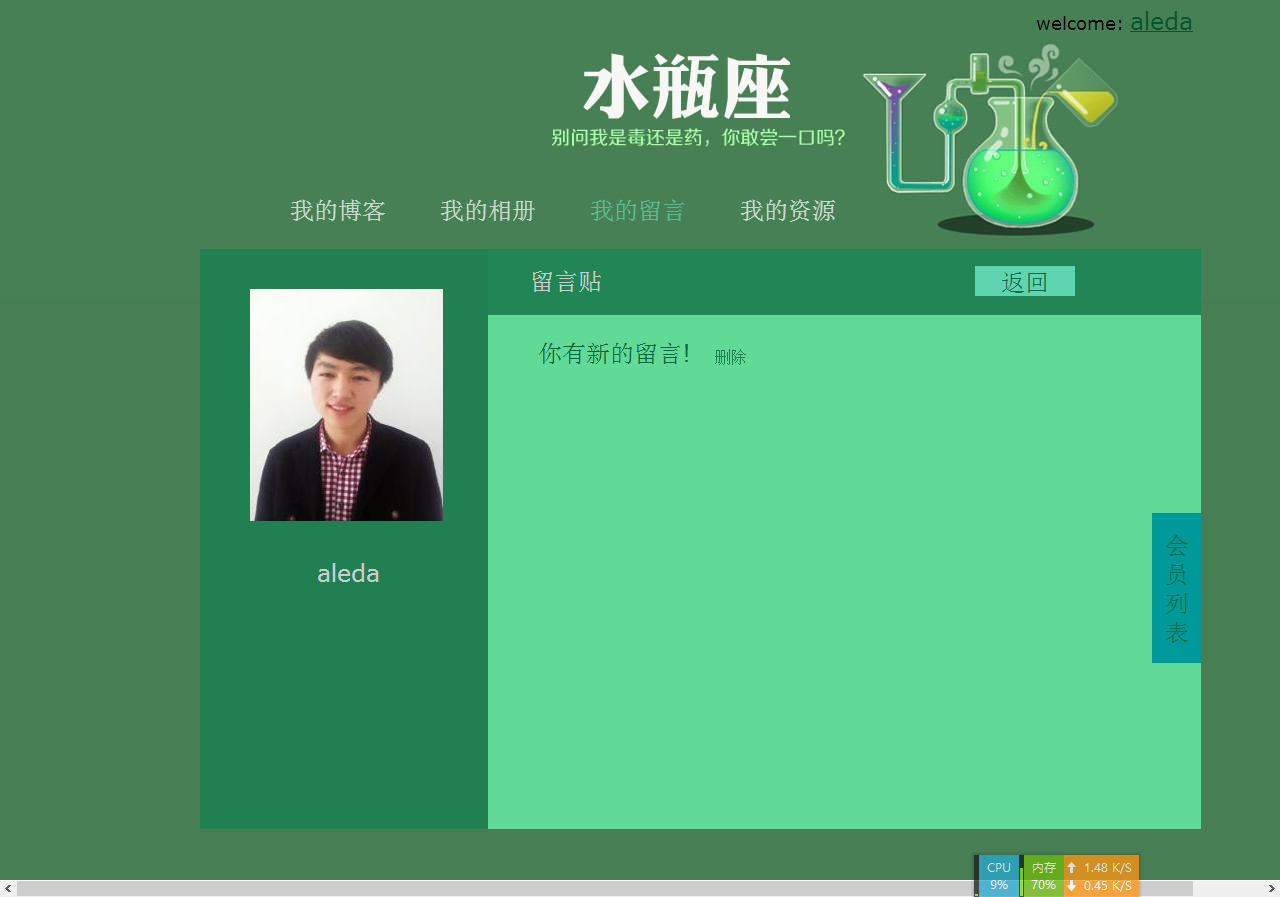 welcome: aleda
水瓶座
别问我是毒还是药，你敢尝一口吗？
我的博客 我的相册 我的留言 我的资源
留言贴 返回
你有新的留言！ 删除
aleda
会
员
列
表
CPU 内存 1.48 K/S
9% 70% 0.45 K/S